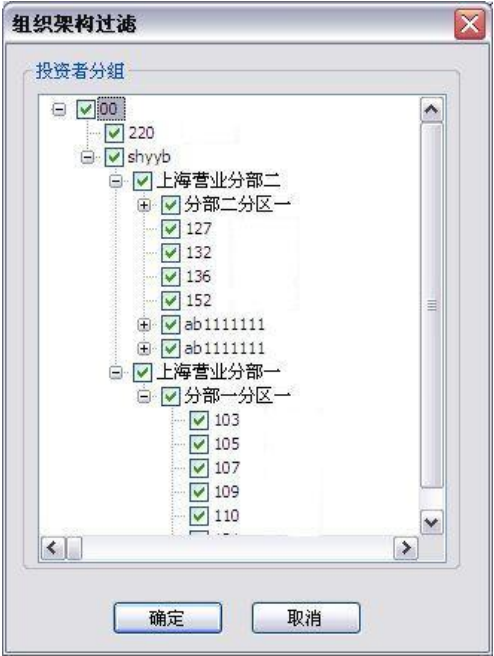 组织架构过滤
投资者分组
00
220
shyyb
上海营业分部二
分部二分区一
127
132
136
152
ab1111111
ab1111111
上海营业分部一
分部一分区一
103
105
107
109
110
确定
取消